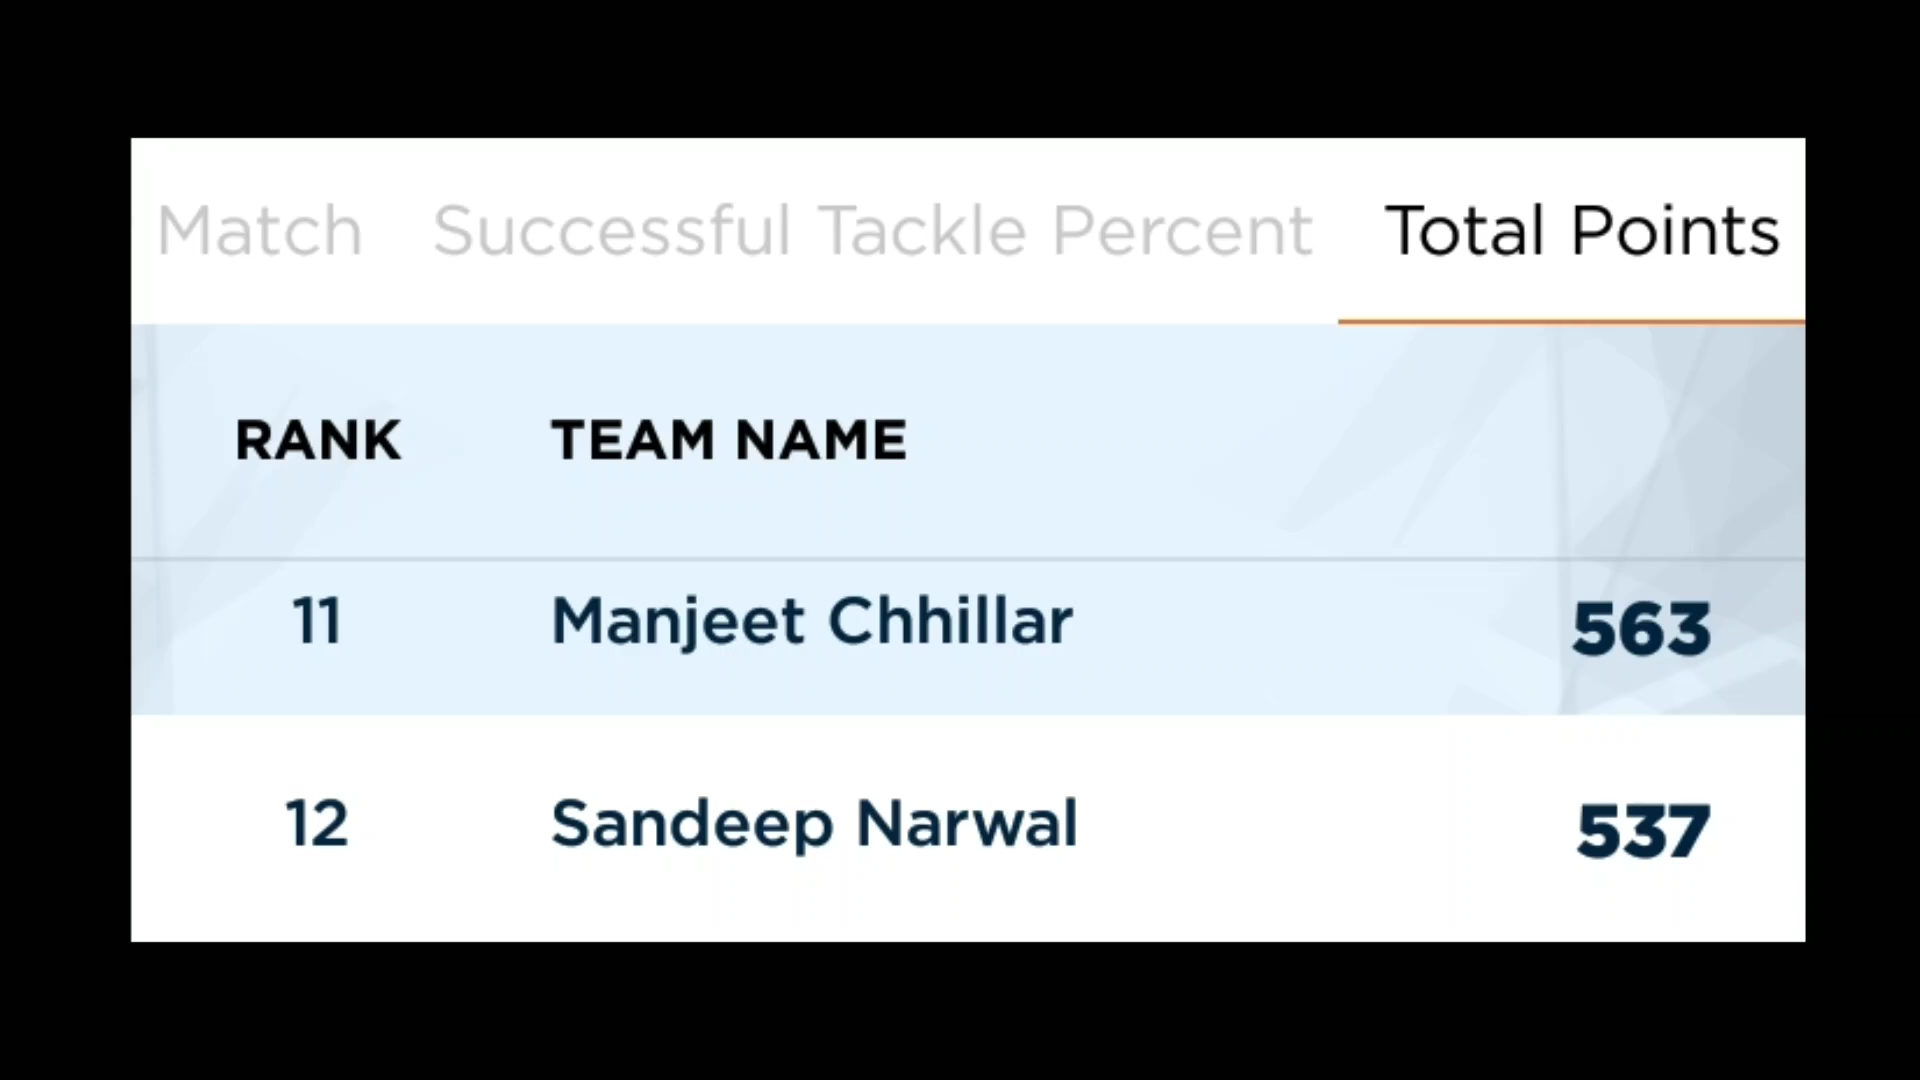 Match Successful Tackle Percent Total Points
RANK TEAM NAME
11 Manjeet Chhillar 563
12 Sandeep Narwal 537